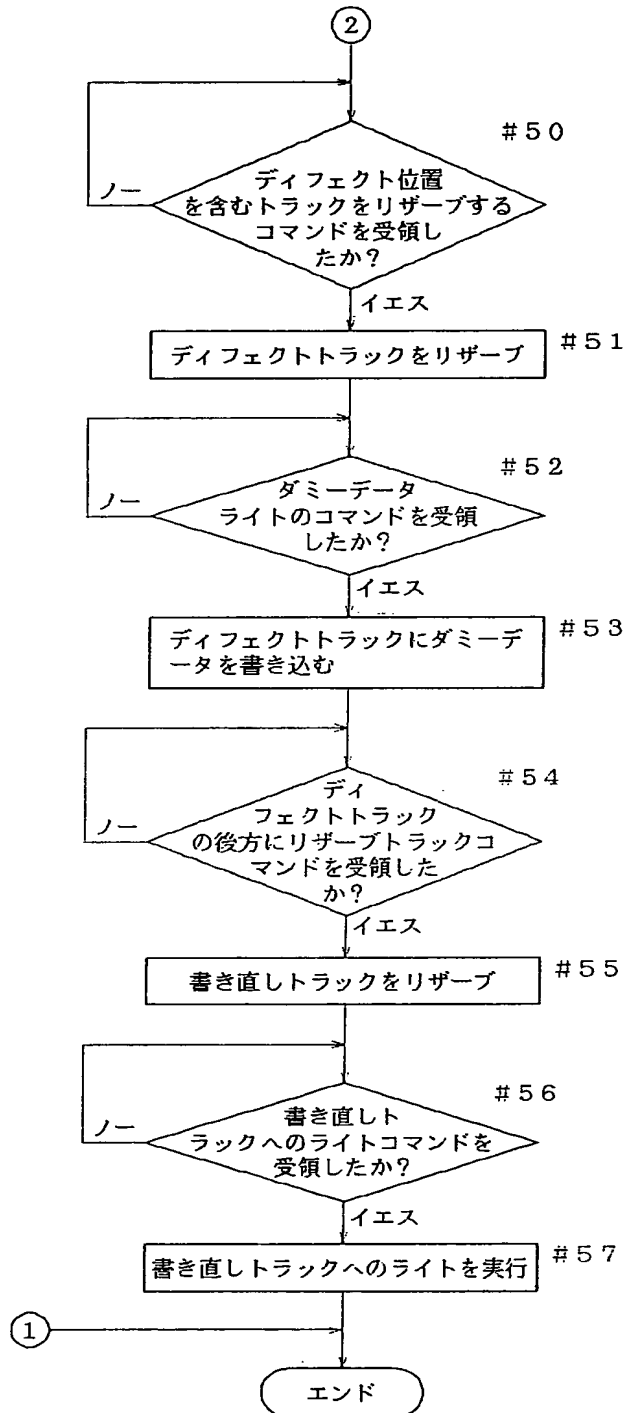 ②
＃５０
ディフェクト位置
を含むトラックをリザーブする
コマンドを受領し
たか？
ノー
イエス
ディフェクトトラックをリザーブ
＃５１
＃５２
ダミーデータ
ライトのコマンドを受領
したか？
ノー
イエス
ディフェクトトラックにダミーデ
ータを書き込む
＃５３
＃５４
ディ
フェクトトラック
の後方にリザーブトラックコ
マンドを受領した
か？
ノー
イエス
書き直しトラックをリザーブ
＃５５
＃５６
書き直しト
ラックへのライトコマンドを
受領したか？
ノー
イエス
書き直しトラックへのライトを実行
＃５７
①
エンド